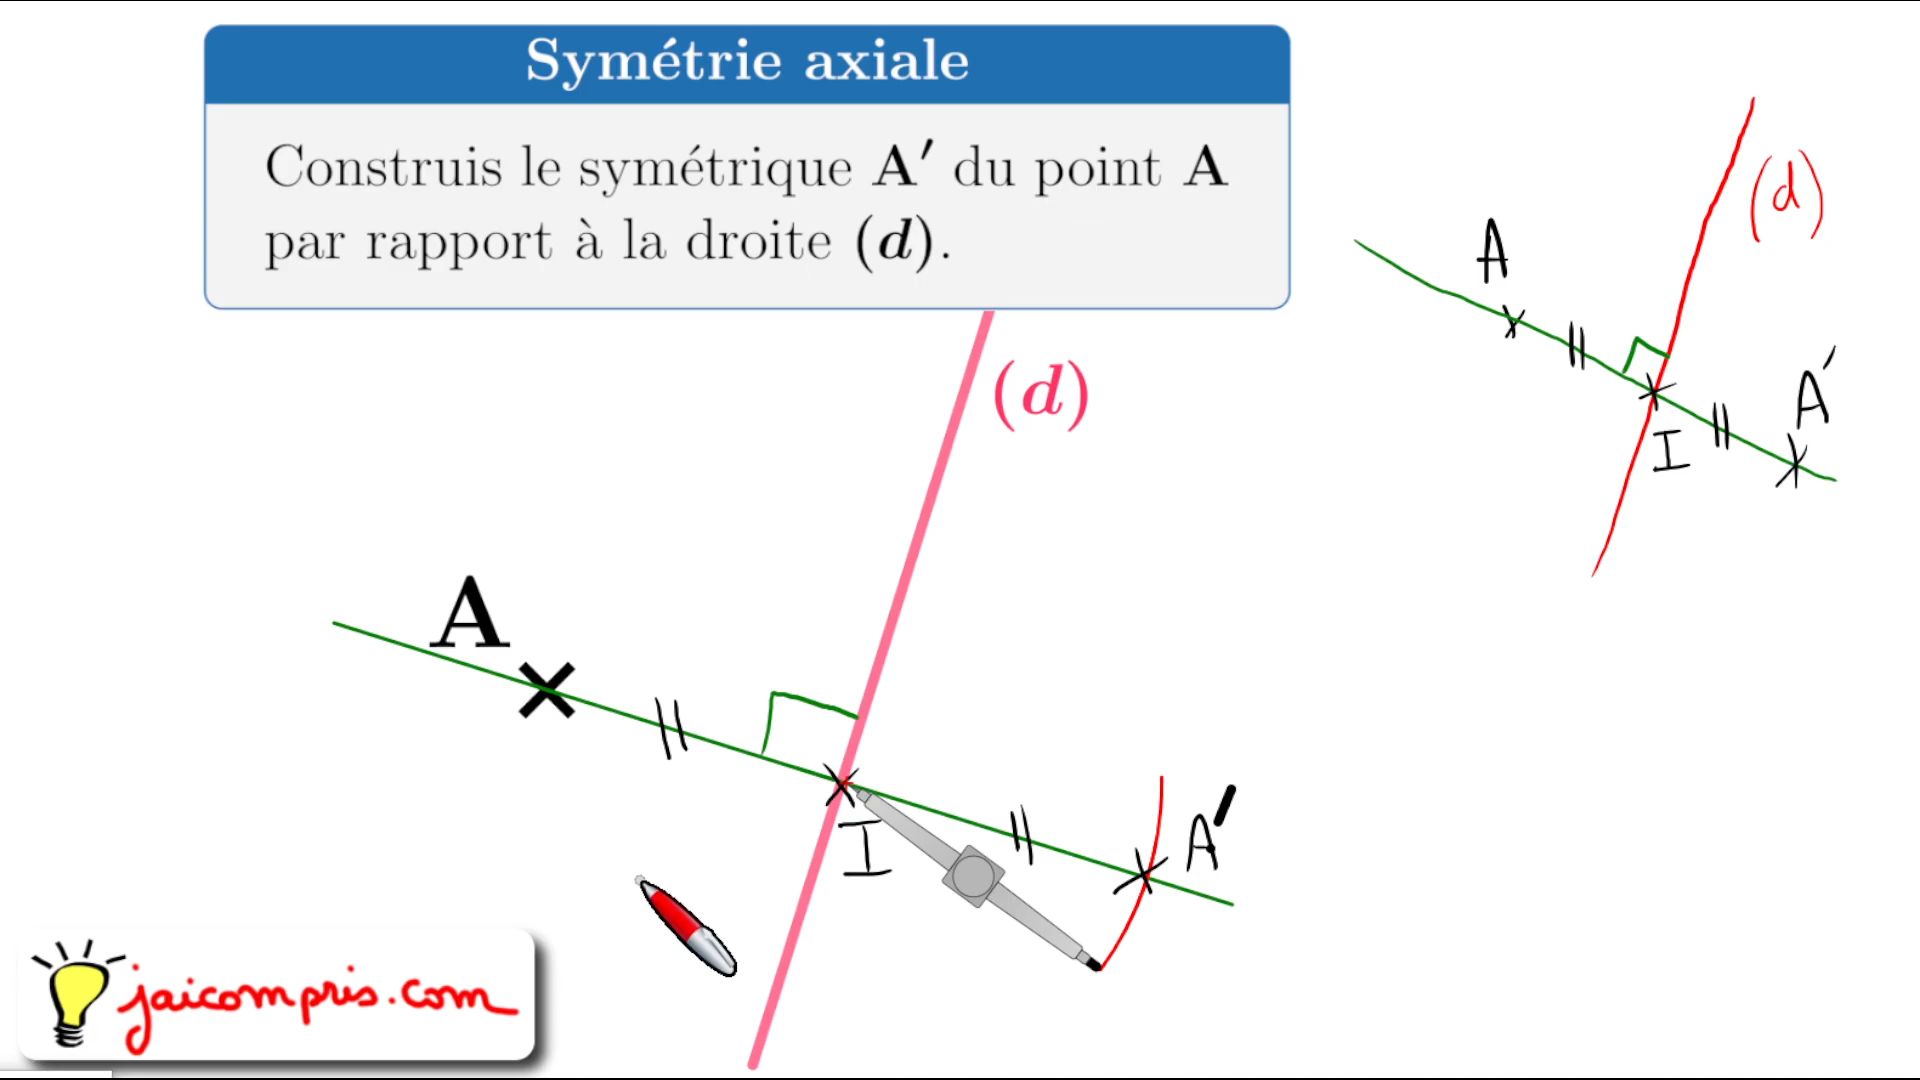 Symétrie axiale
Construis le symétrique A′ du point A
par rapport à la droite (d).
(d)
A
A′
I
(d)
A
I
A′
jaicompris.com